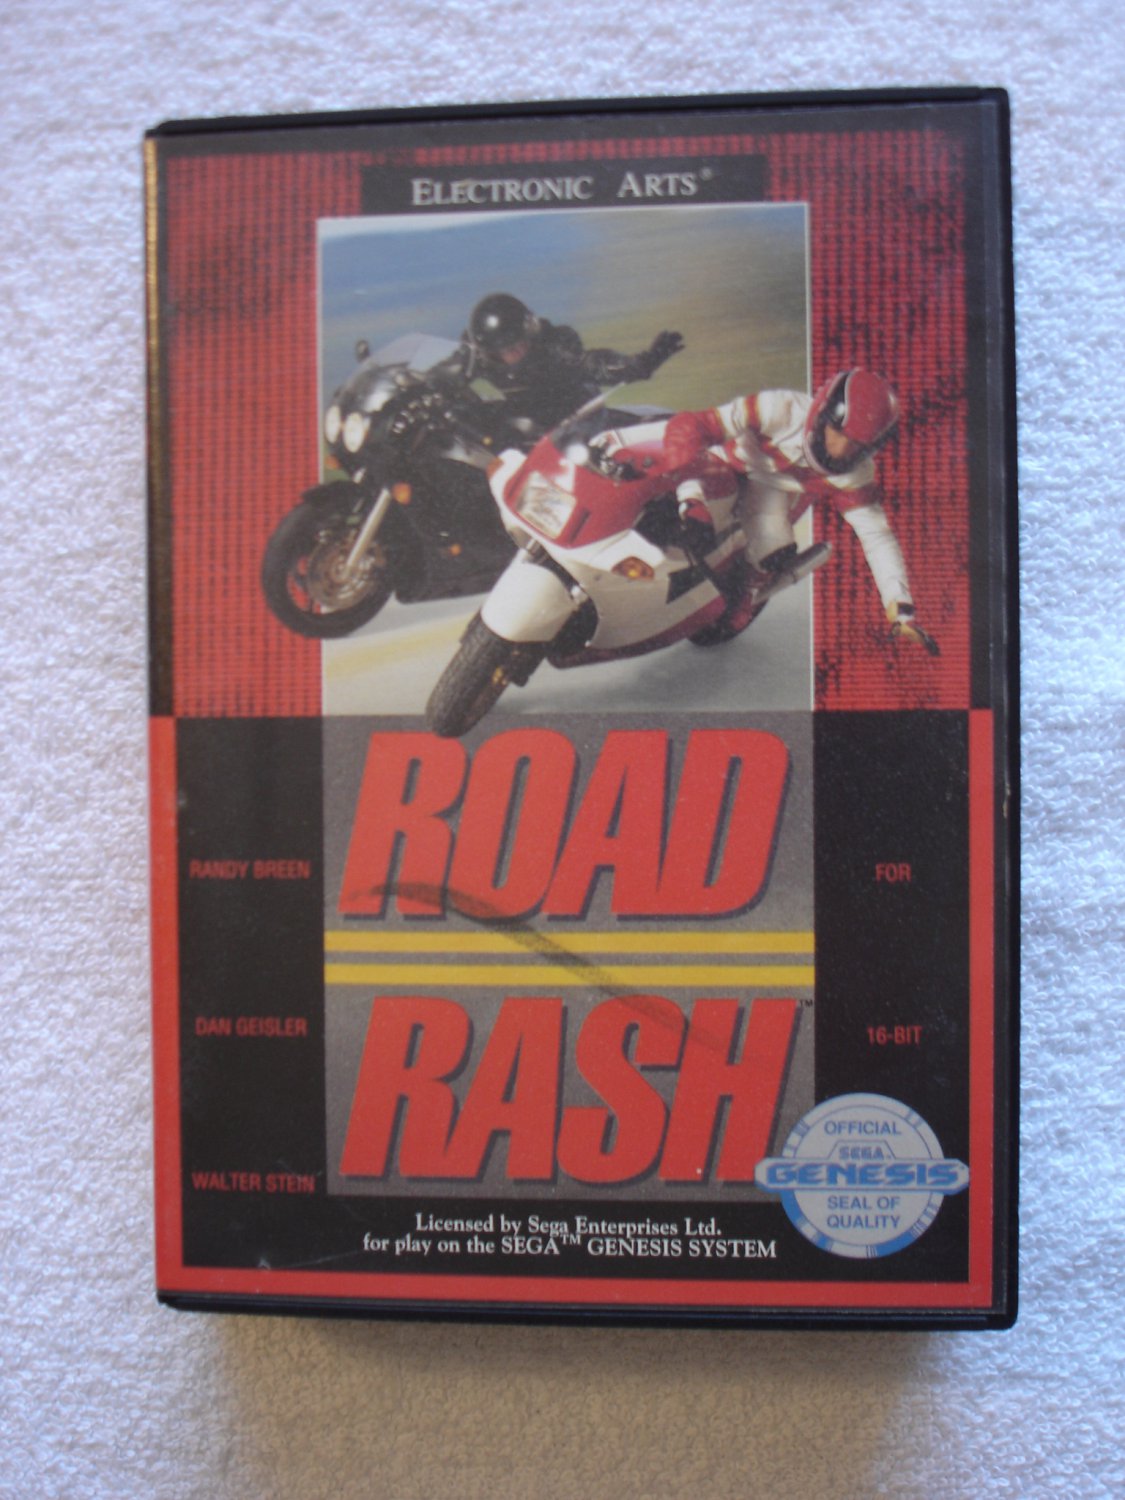 ELECTRONIC ARTS®
ROAD
RANDY BREEN
FOR
RASH™
DAN GEISLER
16-BIT
WALTER STEIN
OFFICIAL
SEGA
GENESIS
SEAL OF
QUALITY
Licensed by Sega Enterprises Ltd.
for play on the SEGA™ GENESIS SYSTEM